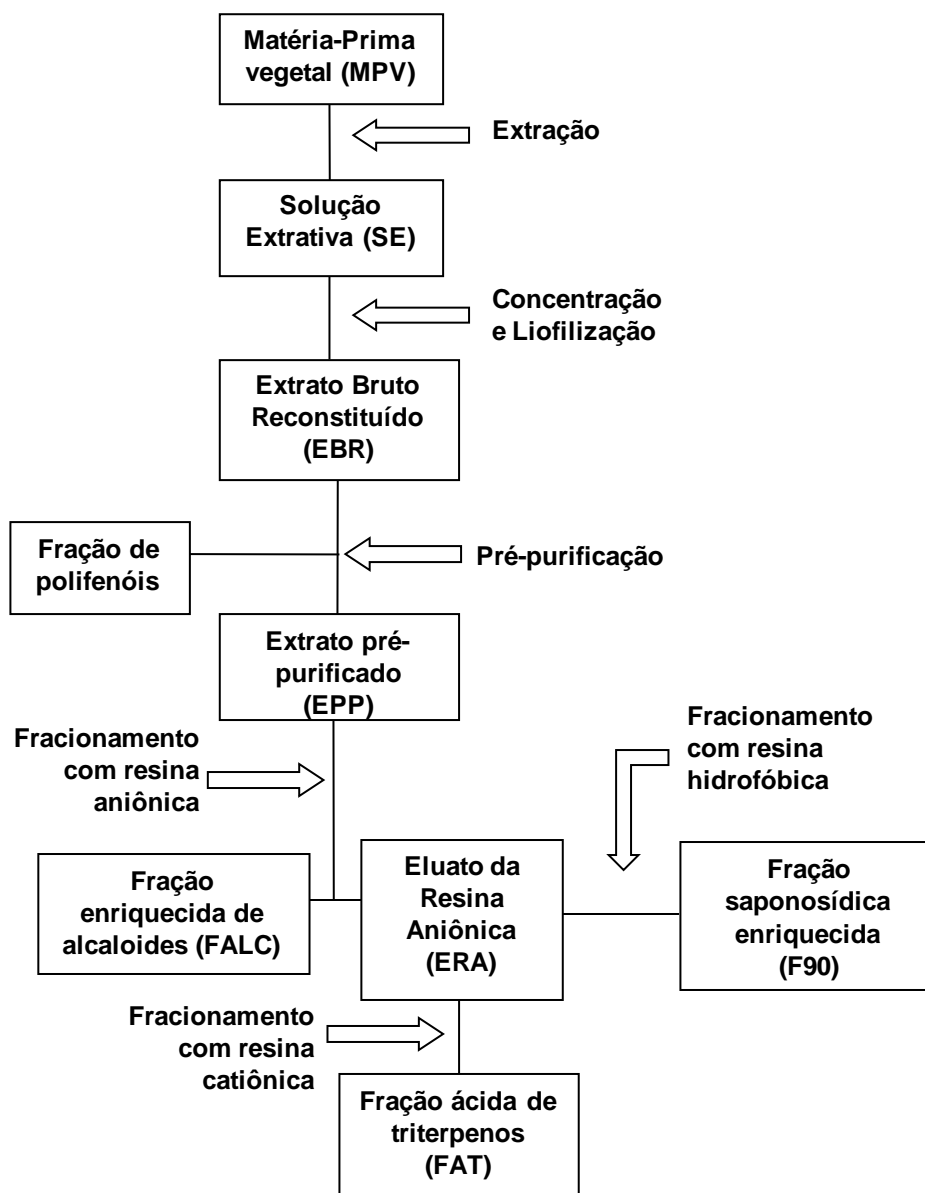 Matéria-Prima
vegetal (MPV)
Extração
Solução
Extrativa (SE)
Concentração
e Liofilização
Extrato Bruto
Reconstituído
(EBR)
Fração de
polifenóis
Pré-purificação
Extrato pré-
purificado
(EPP)
Fracionamento
com resina
aniônica
Fracionamento
com resina
hidrofóbica
Fração
enriquecida de
alcaloides (FALC)
Eluato da
Resina
Aniônica
(ERA)
Fração
saponosídica
enriquecida
(F90)
Fracionamento
com resina
catiônica
Fração ácida de
triterpenos
(FAT)